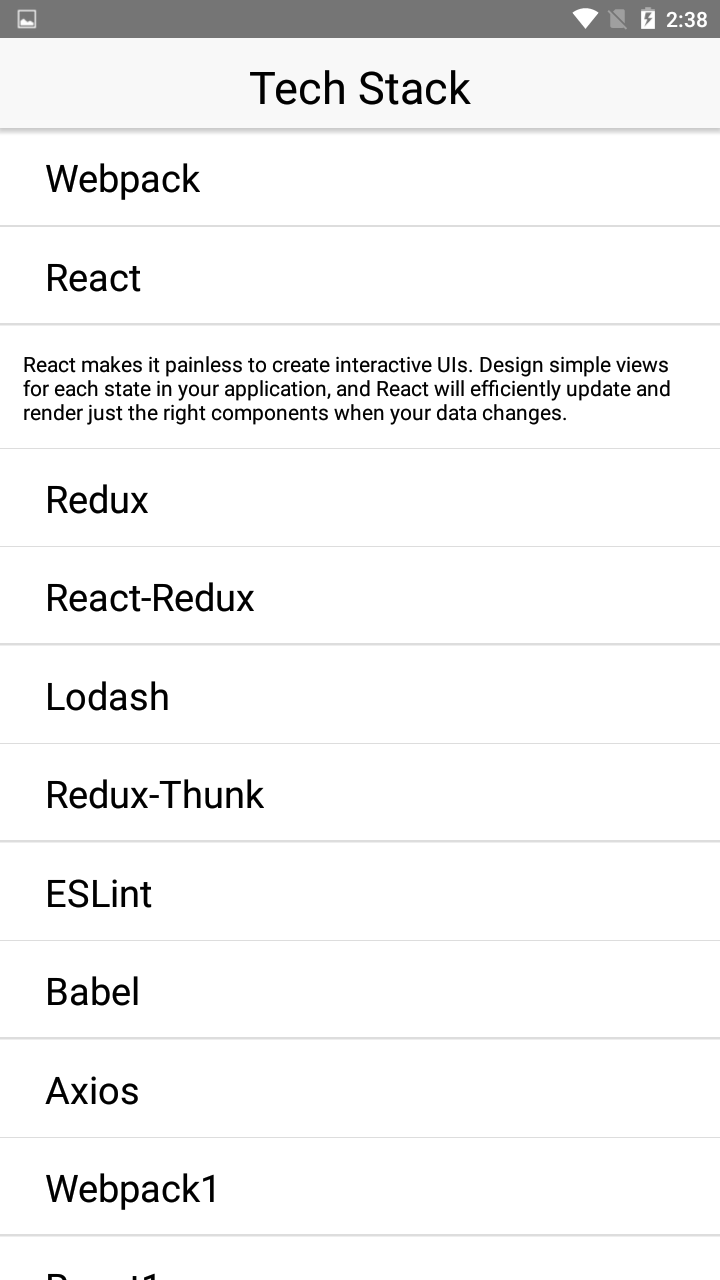 2:38
Tech Stack
Webpack
React
React makes it painless to create interactive UIs. Design simple views
for each state in your application, and React will efficiently update and
render just the right components when your data changes.
Redux
React-Redux
Lodash
Redux-Thunk
ESLint
Babel
Axios
Webpack1
React1